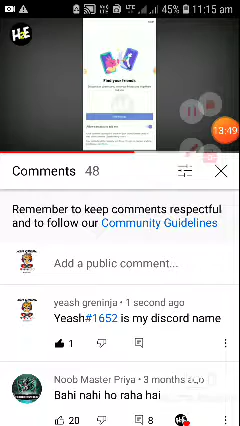 45% 11:15 am
H2E
Find your friends
13:49
Comments 48
Remember to keep comments respectful
and to follow our Community Guidelines
Add a public comment...
yeash greninja • 1 second ago
Yeash#1652 is my discord name
1
Noob Master Priya • 3 months ago
Bahi nahi ho raha hai
20 8